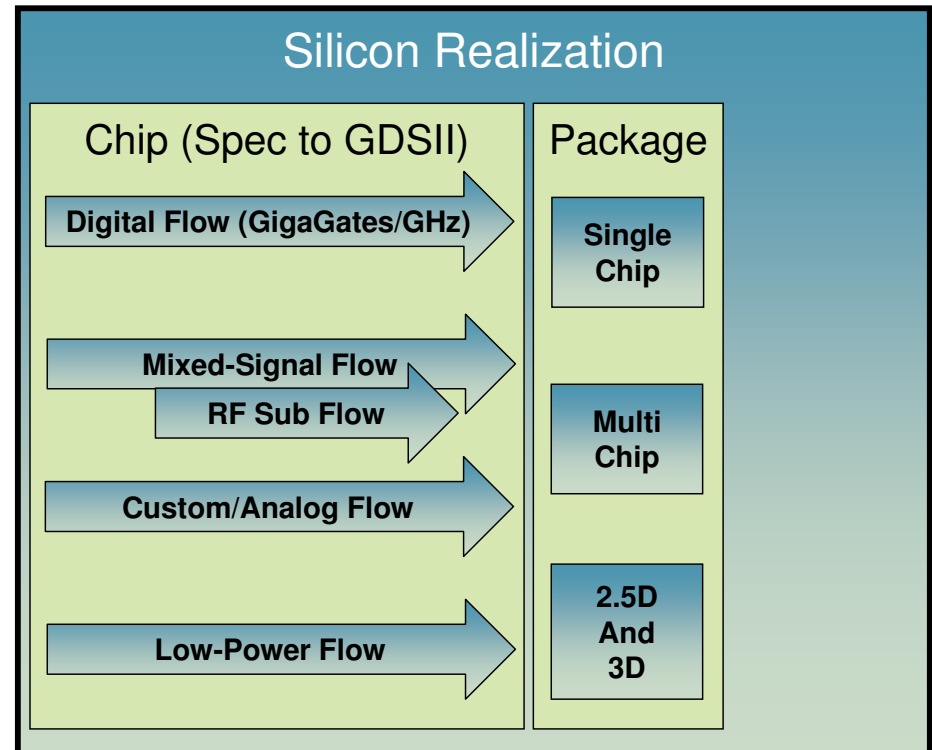 Silicon Realization
Chip (Spec to GDSII)
Digital Flow (GigaGates/GHz)
Mixed-Signal Flow
RF Sub Flow
Custom/Analog Flow
Low-Power Flow
Package
Single
Chip
Multi
Chip
2.5D
And
3D